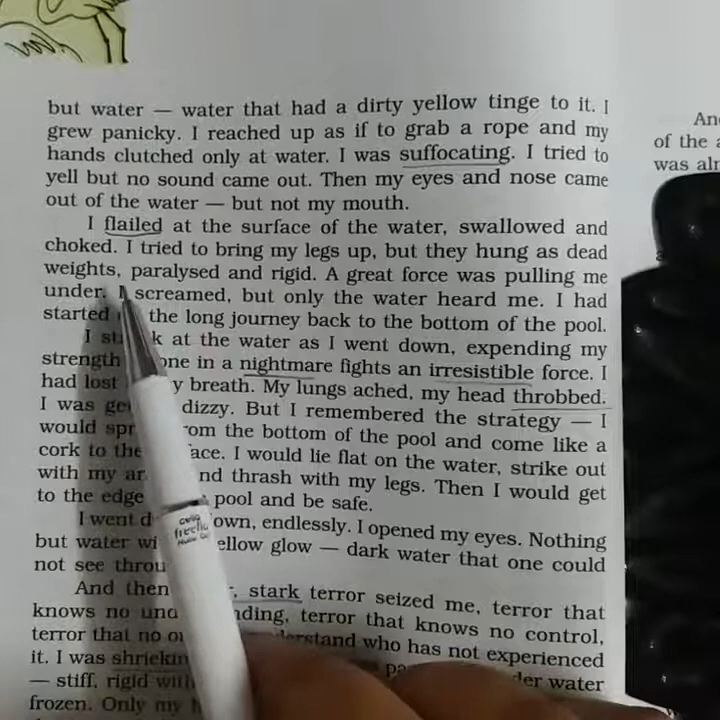 but water — water that had a dirty yellow tinge to it. I
grew panicky. I reached up as if to grab a rope and my
hands clutched only at water. I was suffocating. I tried to
yell but no sound came out. Then my eyes and nose came
out of the water — but not my mouth.
I flailed at the surface of the water, swallowed and
choked. I tried to bring my legs up, but they hung as dead
weights, paralysed and rigid. A great force was pulling me
under. screamed, but only the water heard me. I had
started the long journey back to the bottom of the pool.
I at the water as I went down, expending my
strength one in a nightmare fights an irresistible force. I
had lost breath. My lungs ached, my head throbbed.
I was dizzy. But I remembered the strategy — I
would from the bottom of the pool and come like a
cork to the I would lie flat on the water, strike out
with my and thrash with my legs. Then I would get
to the edge pool and be safe.
I went down, endlessly. I opened my eyes. Nothing
but water yellow glow — dark water that one could
not see
And then stark terror seized me, terror that
knows no terror that knows no control,
terror that no who has not experienced
it. I was water
— stiff, rigid
frozen. Only my
of the
was